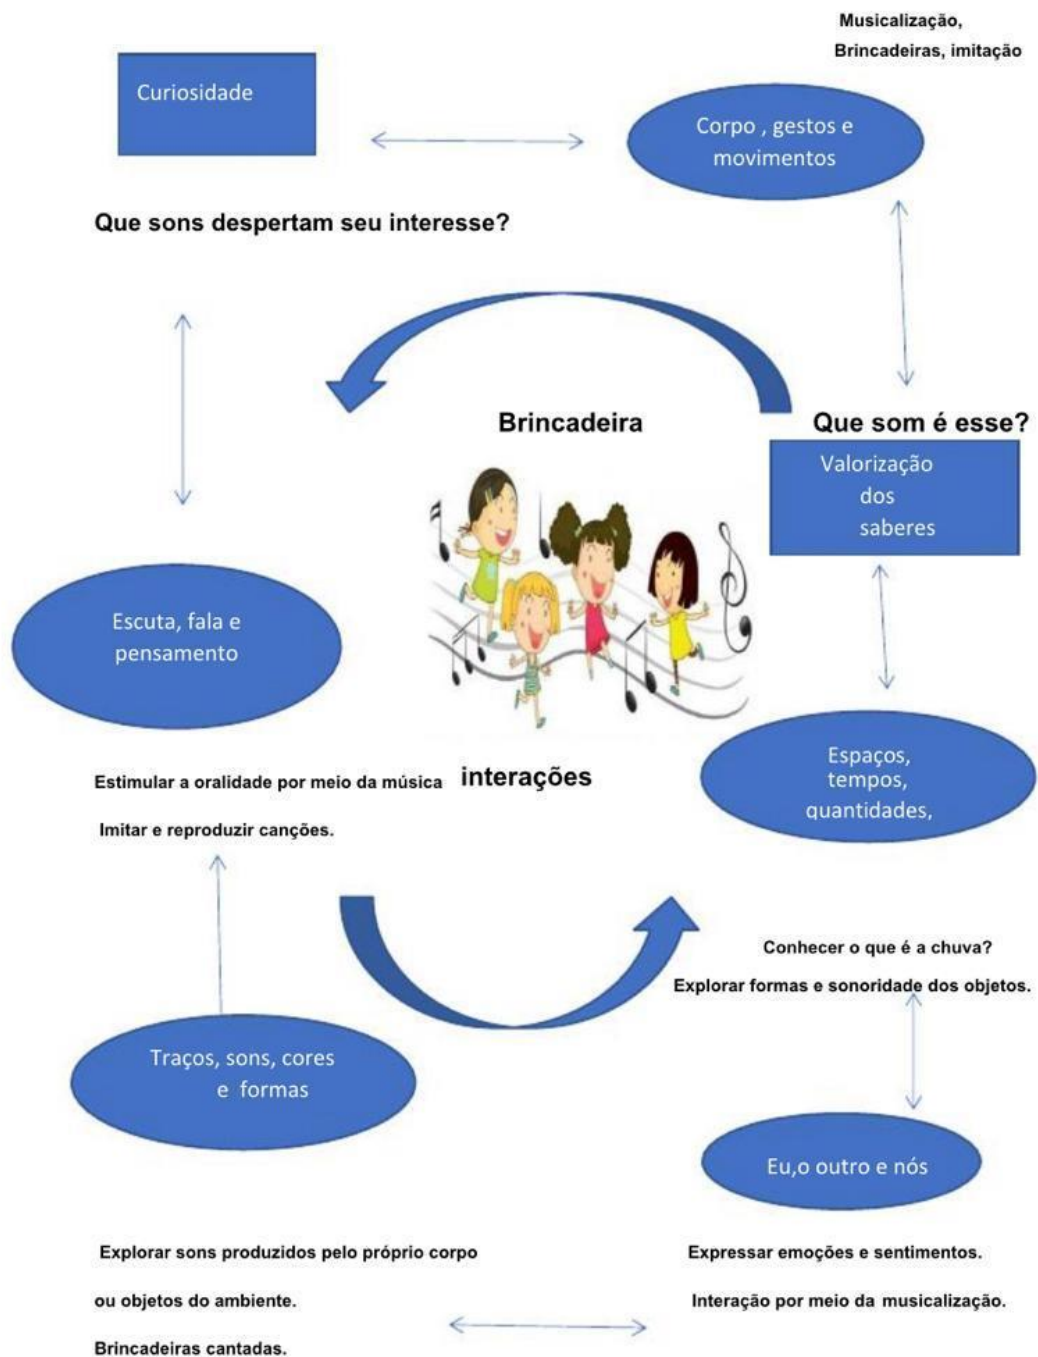 Musicalização,
Brincadeiras, imitação
Curiosidade
Corpo , gestos e
movimentos
Que sons despertam seu interesse?
Brincadeira
Que som é esse?
Valorização
dos
saberes
Escuta, fala e
pensamento
Espaços,
tempos,
quantidades,
Estimular a oralidade por meio da música
interações
Imitar e reproduzir canções.
Conhecer o que é a chuva?
Explorar formas e sonoridade dos objetos.
Traços, sons, cores
e formas
Eu,o outro e nós
Explorar sons produzidos pelo próprio corpo
ou objetos do ambiente.
Brincadeiras cantadas.
Expressar emoções e sentimentos.
Interação por meio da musicalização.